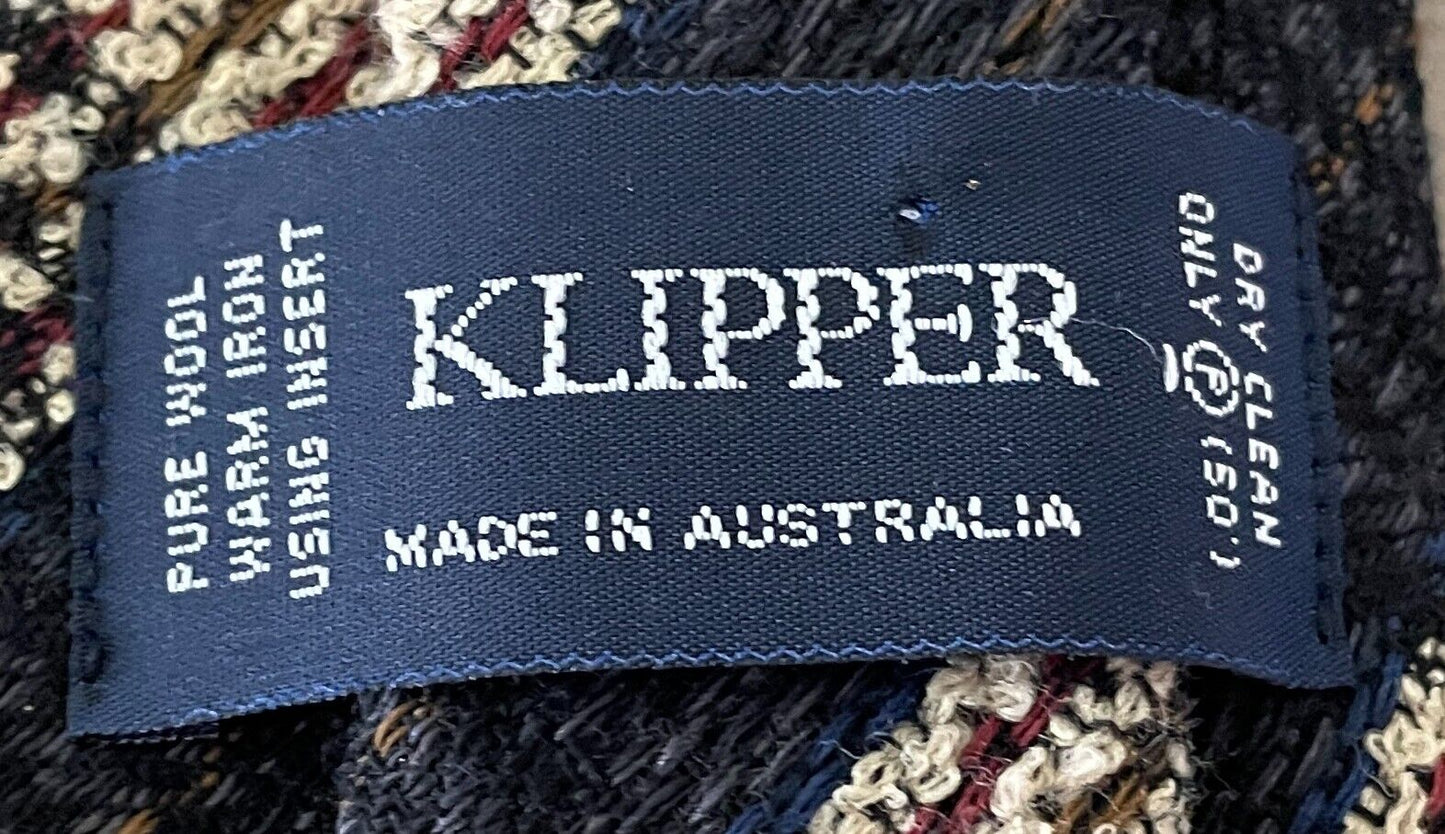 PURE WOOL
WARM IRON
USING INSERT
KLIPPER
MADE IN AUSTRALIA
DRY CLEAN
ONLY Ⓟ (50')